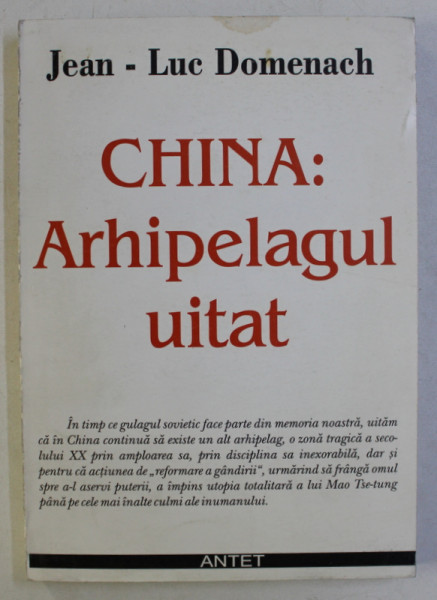 Jean - Luc Domenach
CHINA:
Arhipelagul
uitat
În timp ce gulagul sovietic face parte din memoria noastră, uităm
că în China continuă să existe un alt arhipelag, o zonă tragică a seco-
lului XX prin amploarea sa, prin disciplina sa inexorabilă, dar și
pentru că acțiunea de „reformare a gândirii“, urmărind să frângă omul
spre a-l aservi puterii, a împins utopia totalitară a lui Mao Tse-tung
până pe cele mai înalte culmi ale inumanului.
ANTET